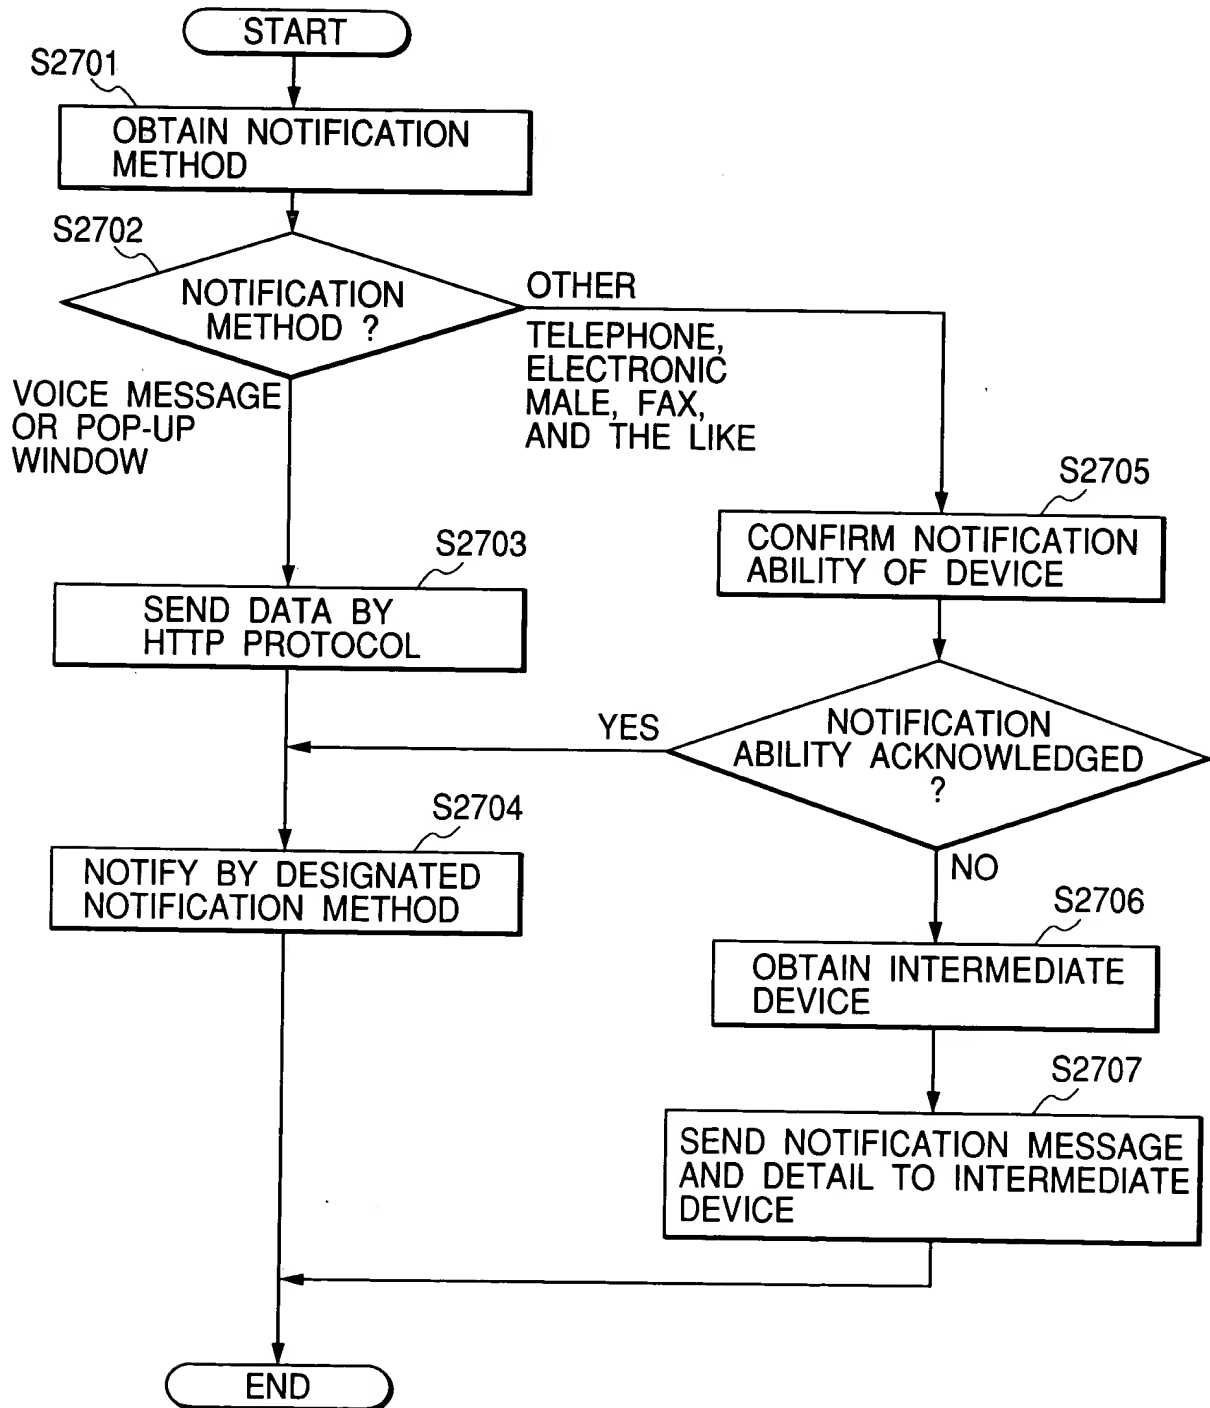 START
S2701
OBTAIN NOTIFICATION
METHOD
S2702
NOTIFICATION
METHOD ?
OTHER
TELEPHONE,
ELECTRONIC
MALE, FAX,
AND THE LIKE
VOICE MESSAGE
OR POP-UP
WINDOW
S2703
SEND DATA BY
HTTP PROTOCOL
S2705
CONFIRM NOTIFICATION
ABILITY OF DEVICE
YES
NOTIFICATION
ABILITY ACKNOWLEDGED
?
S2704
NOTIFY BY DESIGNATED
NOTIFICATION METHOD
NO
S2706
OBTAIN INTERMEDIATE
DEVICE
S2707
SEND NOTIFICATION MESSAGE
AND DETAIL TO INTERMEDIATE
DEVICE
END